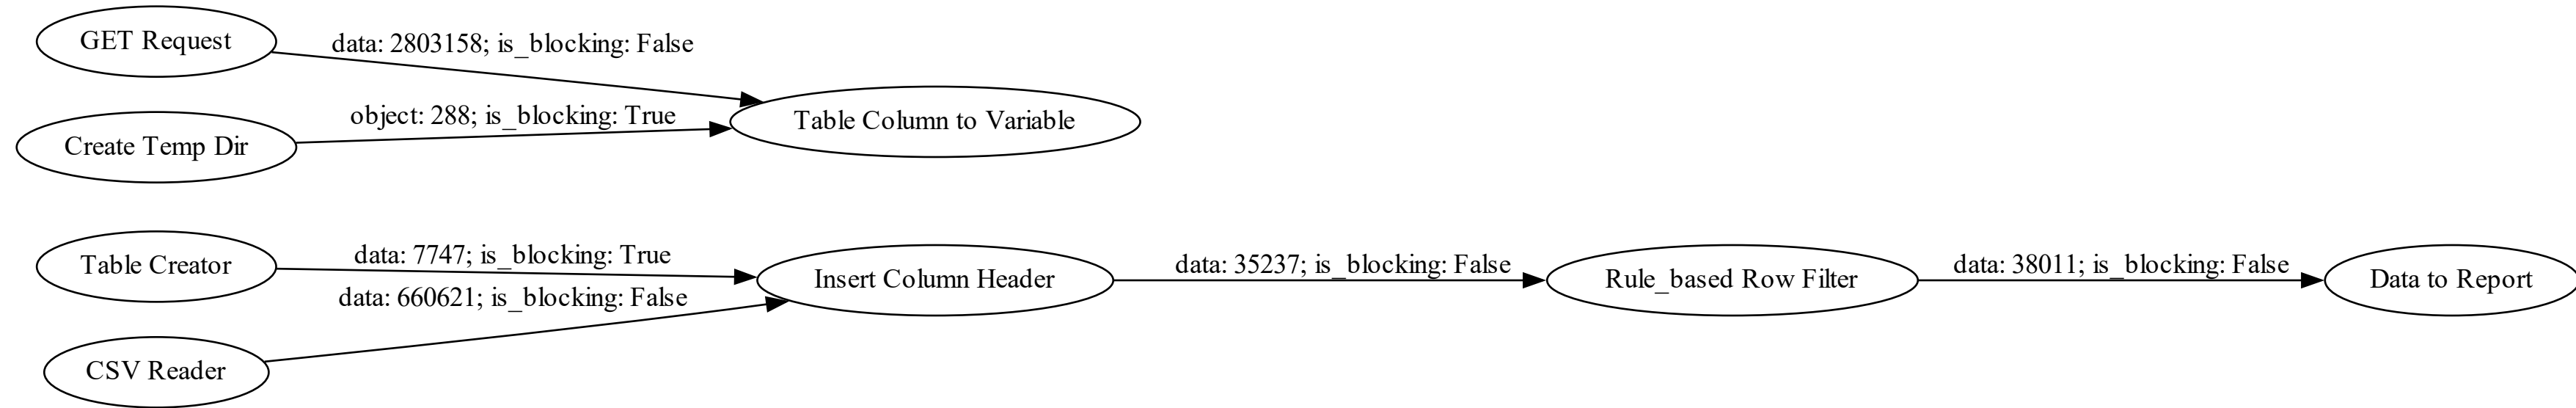 GET Request
data: 2803158; is_blocking: False
Create Temp Dir
object: 288; is_blocking: True
Table Column to Variable
Table Creator
data: 7747; is_blocking: True
CSV Reader
data: 660621; is_blocking: False
Insert Column Header
data: 35237; is_blocking: False
Rule_based Row Filter
data: 38011; is_blocking: False
Data to Report